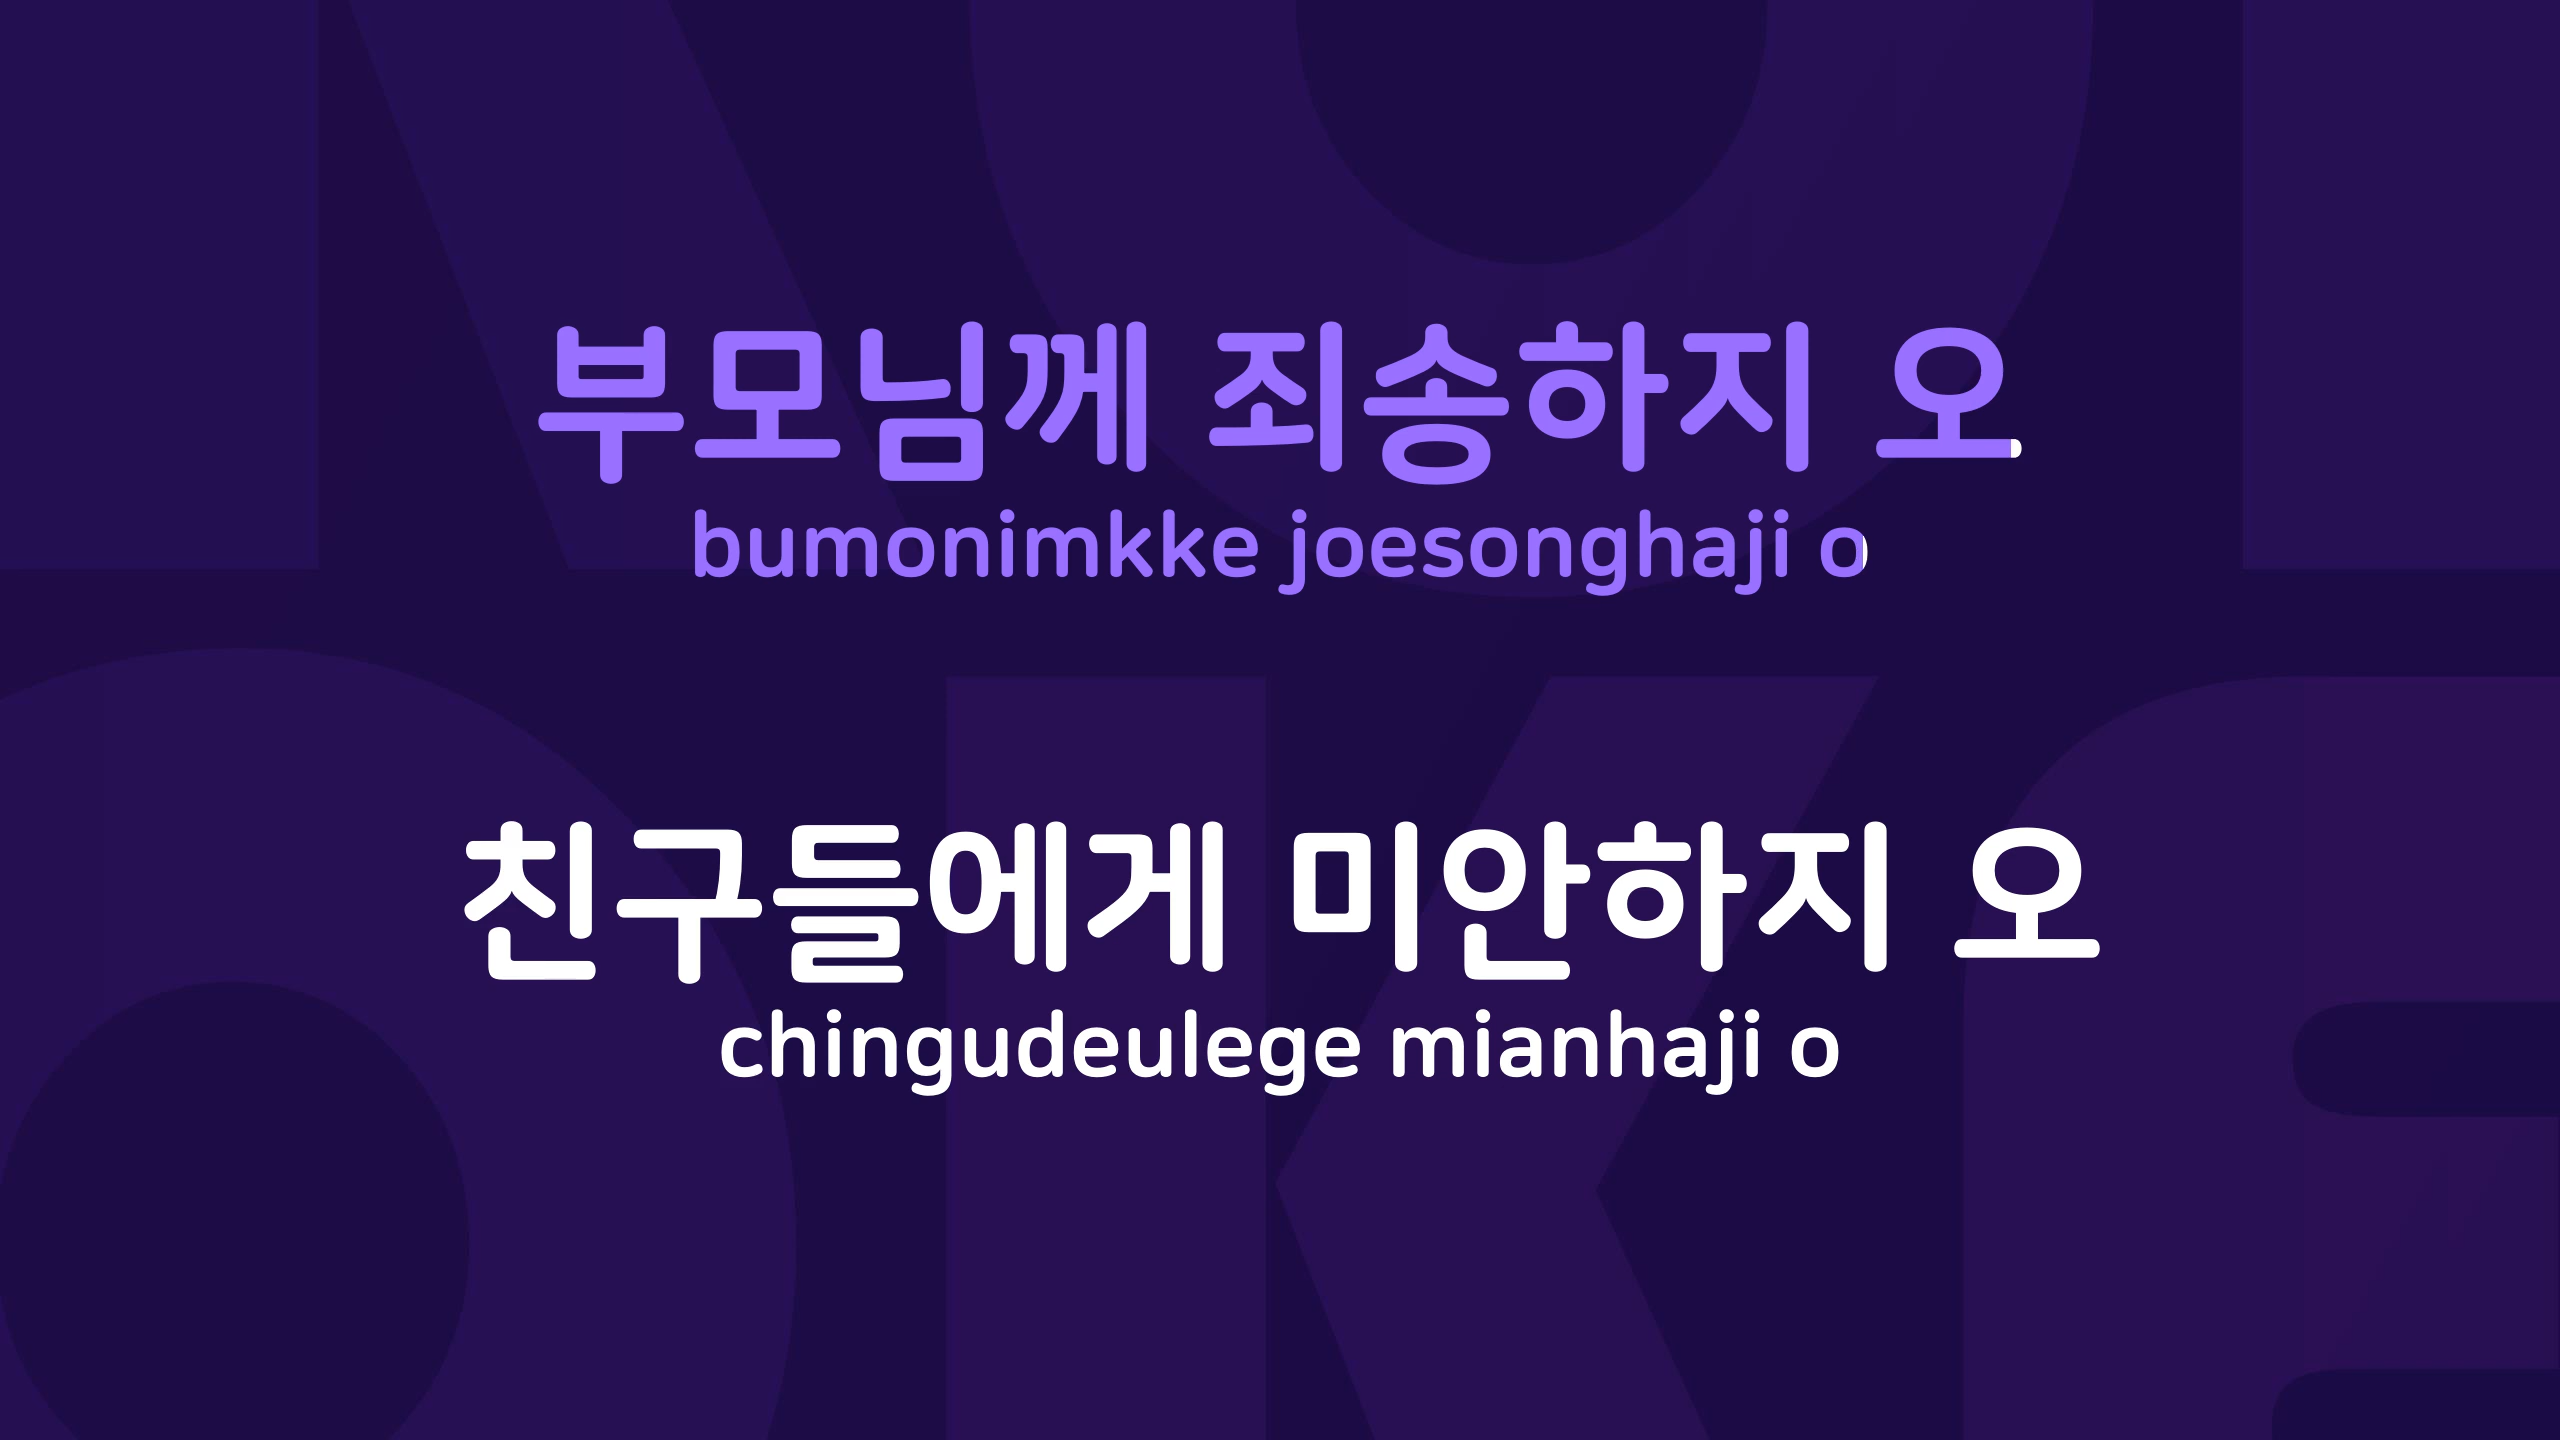 부모님께 죄송하지 오
bumonimkke joesonghaji o
친구들에게 미안하지 오
chingudeulege mianhaji o